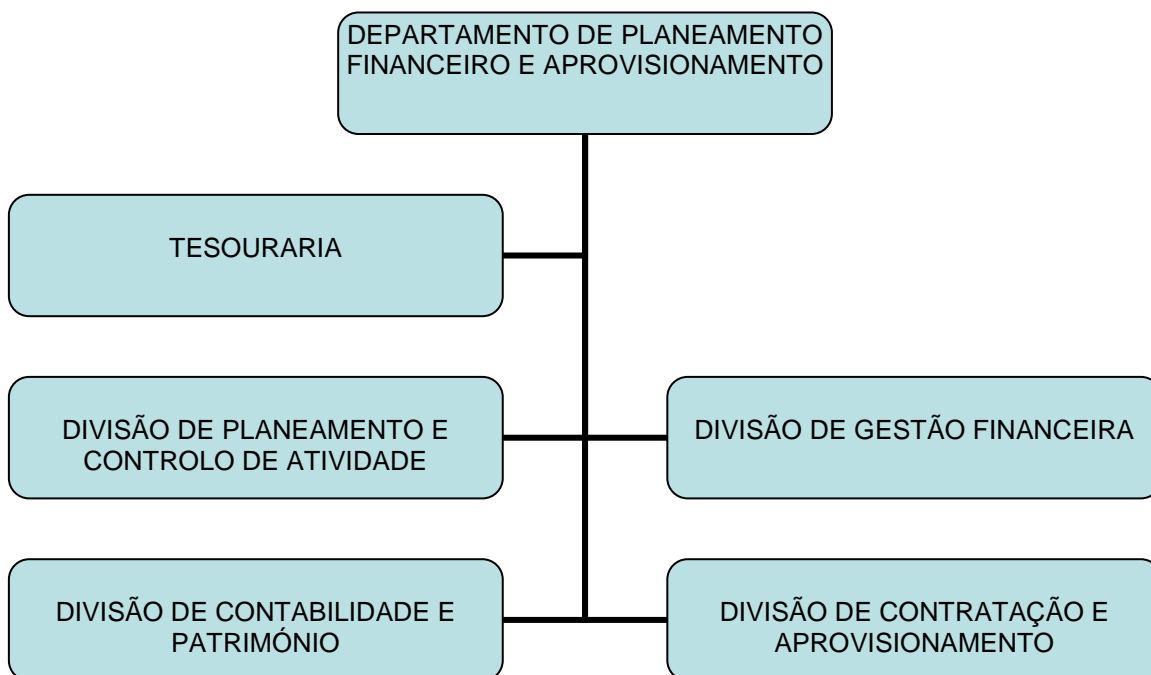 DEPARTAMENTO DE PLANEAMENTO
FINANCEIRO E APROVISIONAMENTO
TESOURARIA
DIVISÃO DE PLANEAMENTO E
CONTROLO DE ATIVIDADE
DIVISÃO DE GESTÃO FINANCEIRA
DIVISÃO DE CONTABILIDADE E
PATRIMÓNIO
DIVISÃO DE CONTRATAÇÃO E
APROVISIONAMENTO